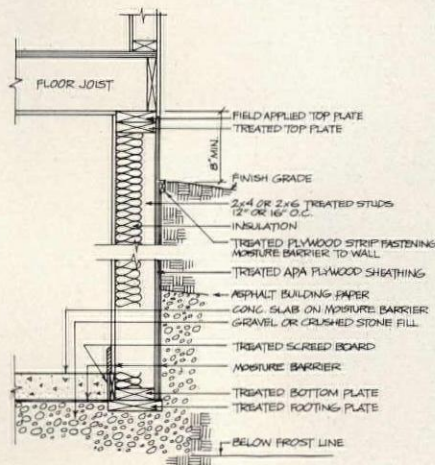 FLOOR JOIST
FIELD APPLIED TOP PLATE
TREATED TOP PLATE
8" MIN.
FINISH GRADE
2x4 OR 2x6 TREATED STUDS
12" OR 16" O.C.
INSULATION
TREATED PLYWOOD STRIP FASTENING
MOISTURE BARRIER TO WALL
TREATED APA PLYWOOD SHEATHING
ASPHALT BUILDING PAPER
CONC. SLAB ON MOISTURE BARRIER
GRAVEL OR CRUSHED STONE FILL
TREATED SCREED BOARD
MOISTURE BARRIER
TREATED BOTTOM PLATE
TREATED FOOTING PLATE
BELOW FROST LINE